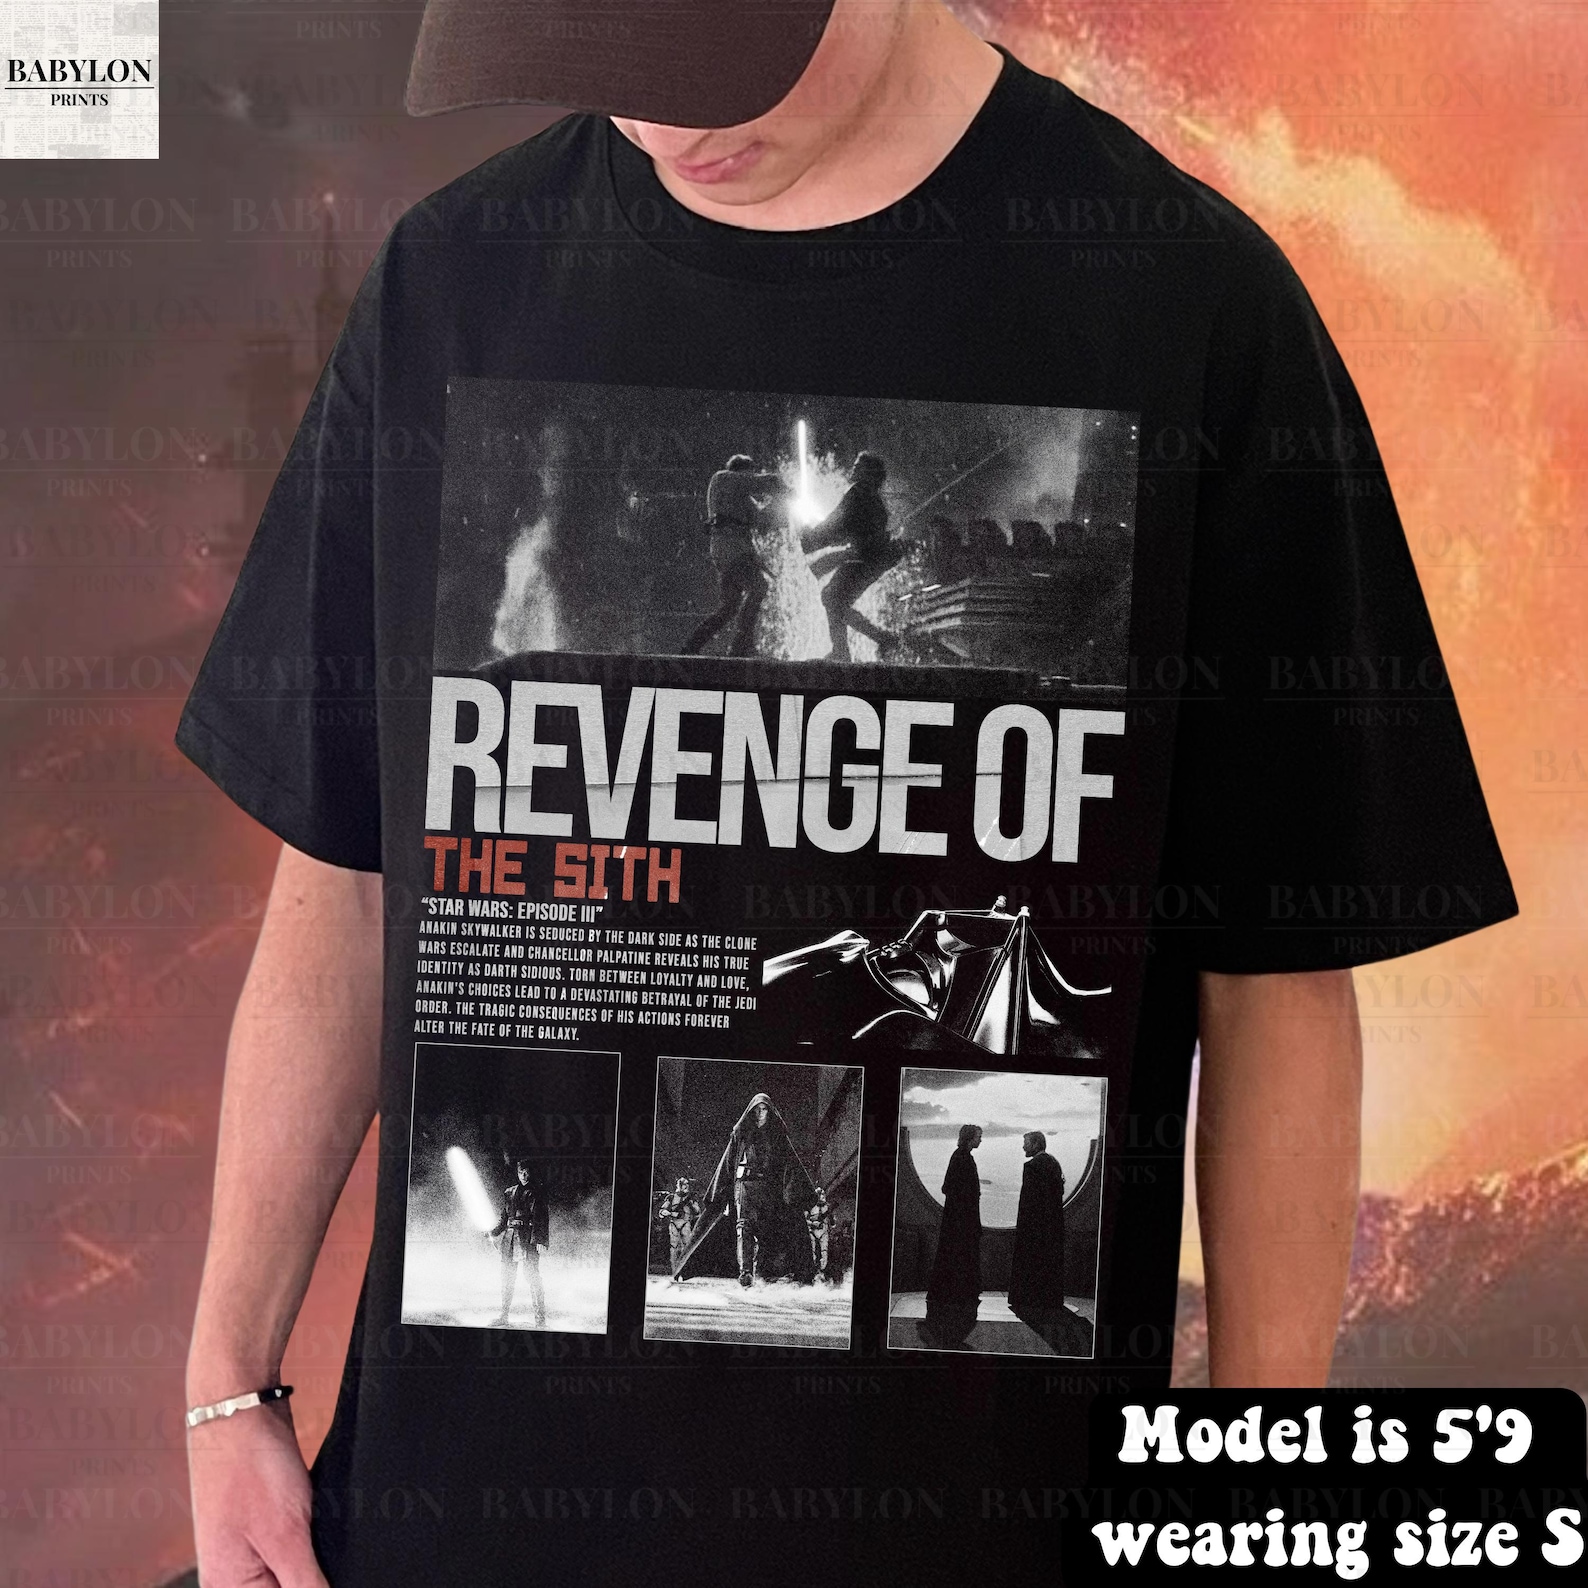 BABYLON
PRINTS
REVENGE OF
THE SITH
“STAR WARS: EPISODE III”
ANAKIN SKYWALKER IS SEDUCED BY THE DARK SIDE AS THE CLONE
WARS ESCALATE AND CHANCELLOR PALPATINE REVEALS HIS TRUE
IDENTITY AS DARTH SIDIOUS. TORN BETWEEN LOYALTY AND LOVE,
ANAKIN'S CHOICES LEAD TO A DEVASTATING BETRAYAL OF THE JEDI
ORDER. THE TRAGIC CONSEQUENCES OF HIS ACTIONS FOREVER
ALTER THE FATE OF THE GALAXY.
Model is 5'9
wearing size S